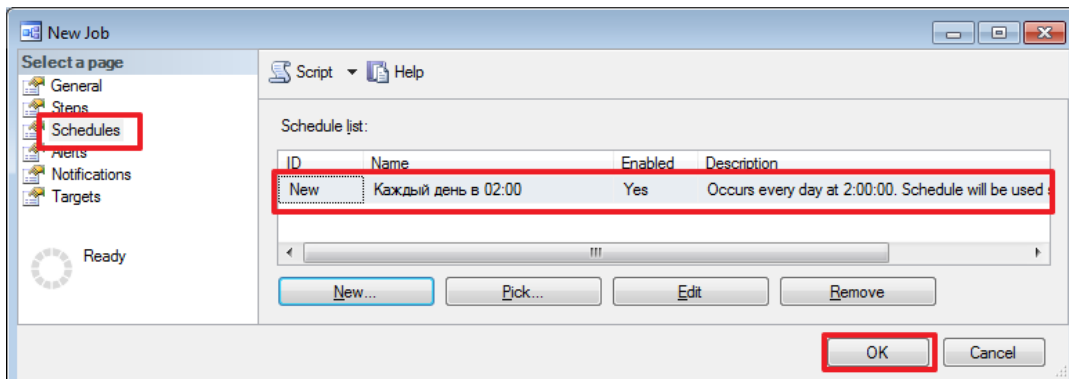 New Job
Select a page
General
Steps
Schedules
Alerts
Notifications
Targets
Ready
Script Help
Schedule list:
ID Name Enabled Description
New Каждый день в 02:00 Yes Occurs every day at 2:00:00. Schedule will be used
New... Pick... Edit Remove
OK Cancel